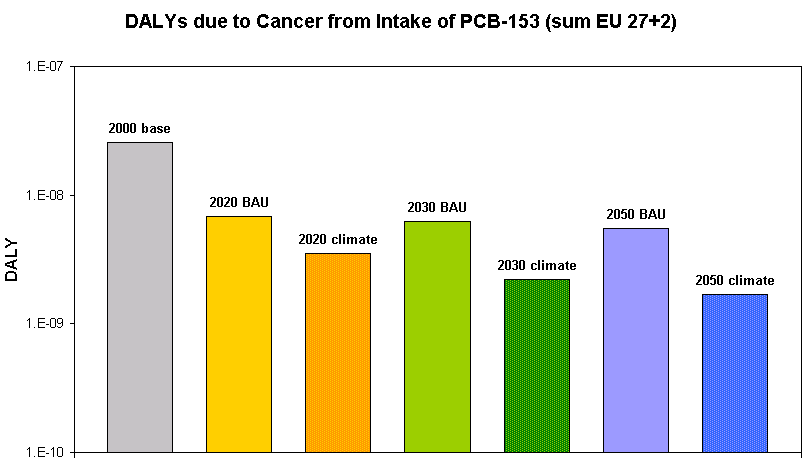 DALYs due to Cancer from Intake of PCB-153 (sum EU 27+2)
1.E-07
2000 base
1.E-08
2020 BAU
2030 BAU
2050 BAU
2020 climate
2030 climate
2050 climate
DALY
1.E-09
1.E-10